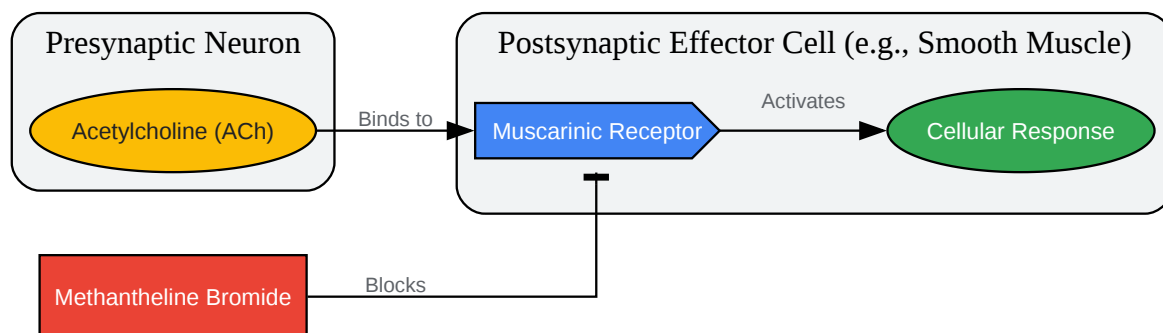 Presynaptic Neuron
Postsynaptic Effector Cell (e.g., Smooth Muscle)
Acetylcholine (ACh)
Binds to
Muscarinic Receptor
Activates
Cellular Response
Methantheline Bromide
Blocks